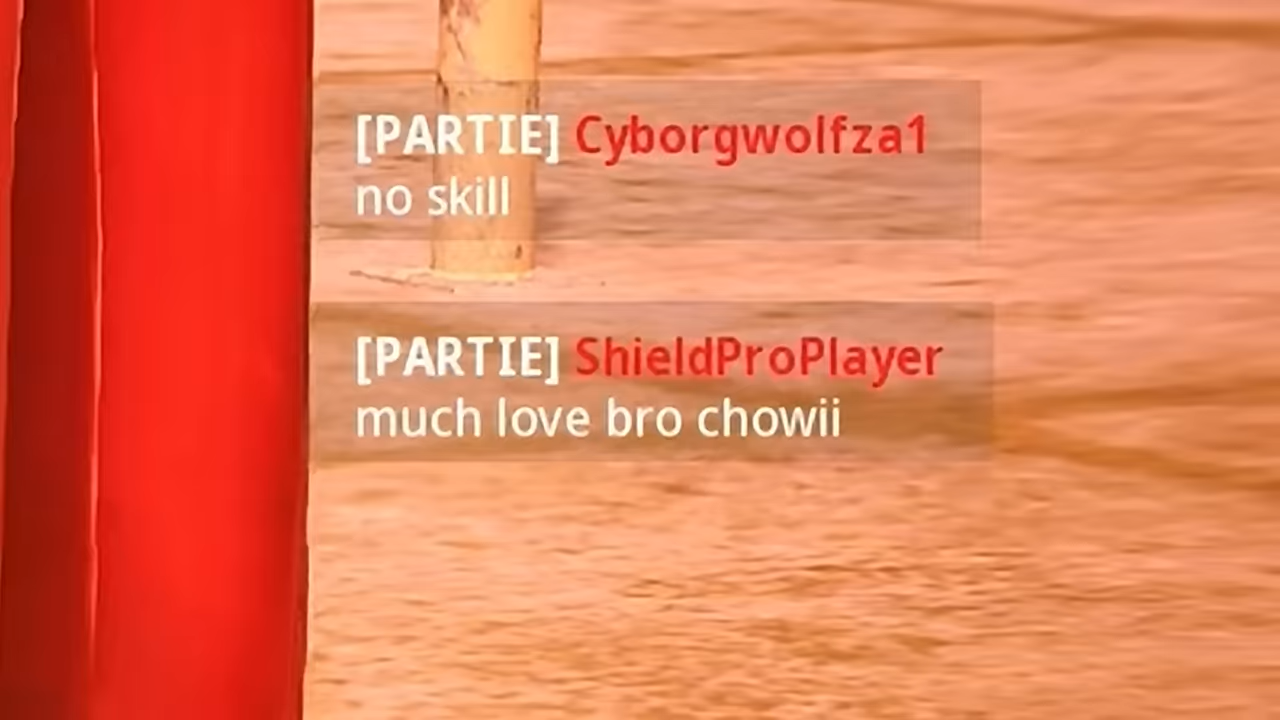 [PARTIE] Cyborgwolfza1
no skill
[PARTIE] ShieldProPlayer
much love bro chowii